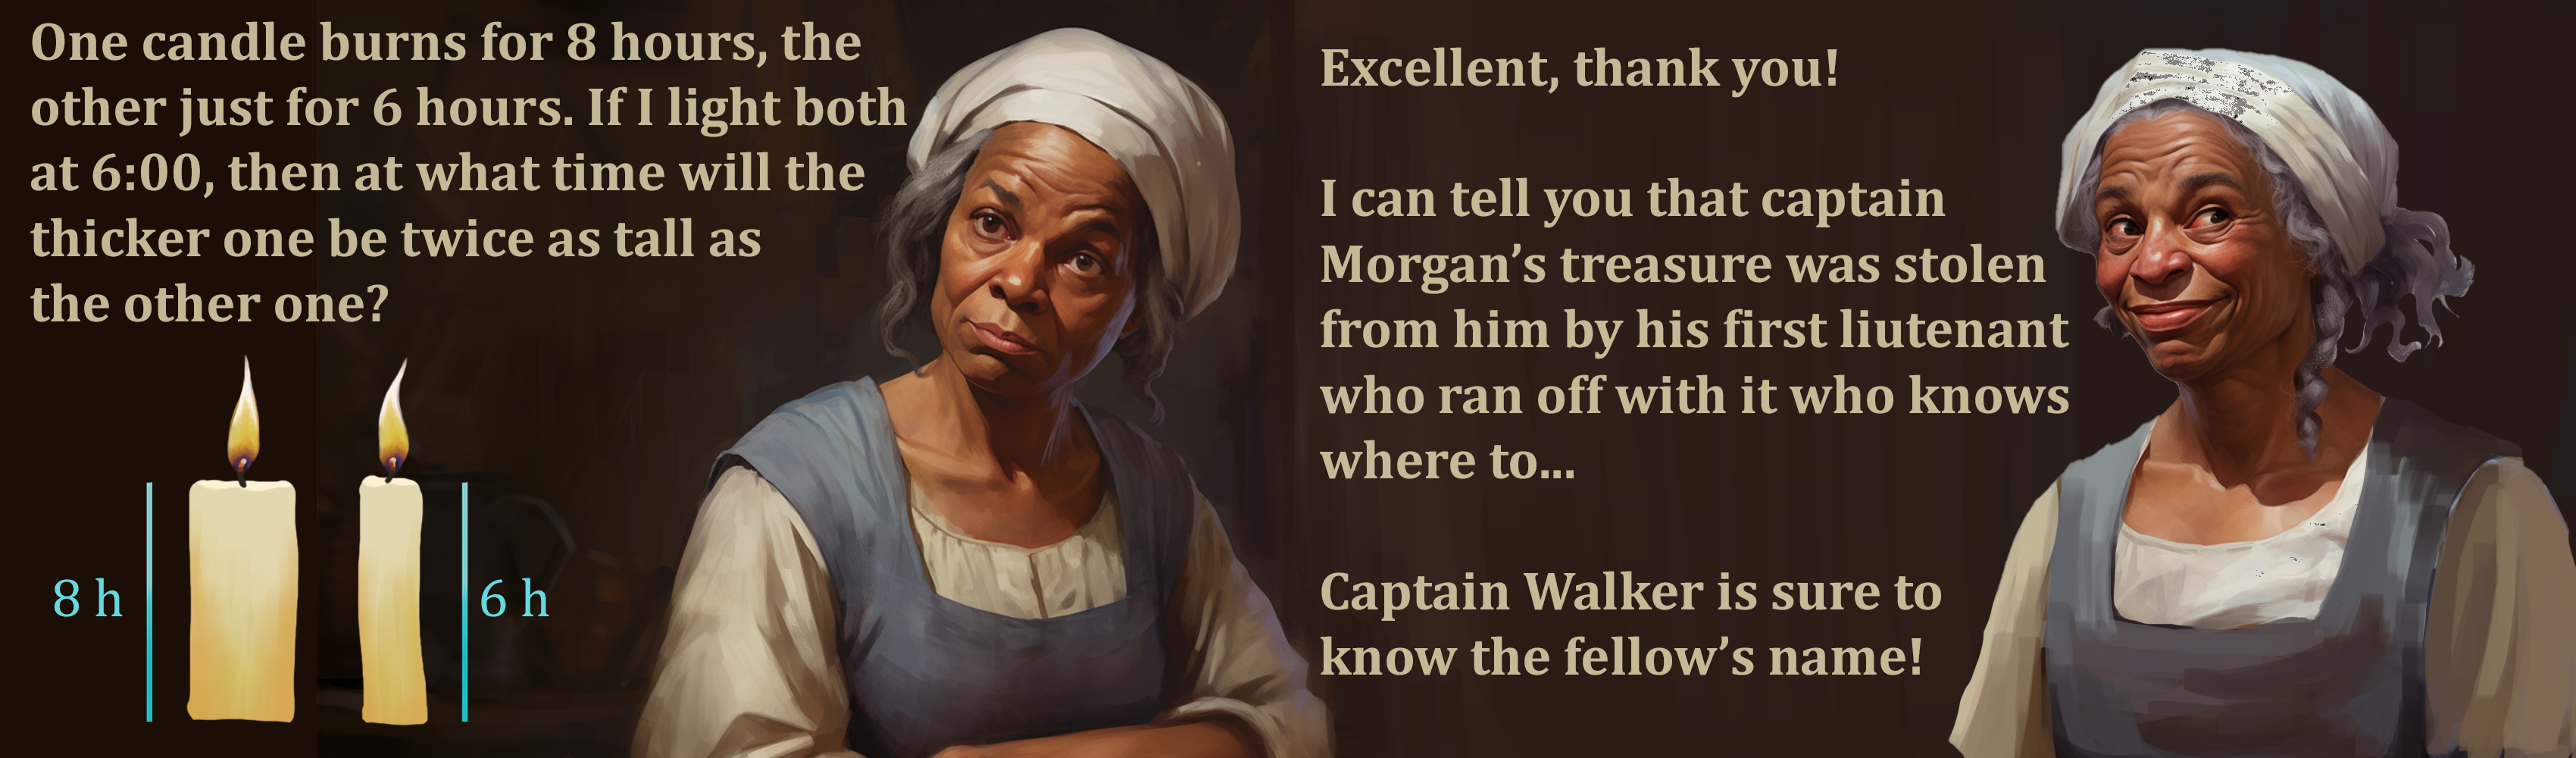 One candle burns for 8 hours, the
other just for 6 hours. If I light both
at 6:00, then at what time will the
thicker one be twice as tall as
the other one?
8 h
6 h
Excellent, thank you!
I can tell you that captain
Morgan’s treasure was stolen
from him by his first liutenant
who ran off with it who knows
where to...
Captain Walker is sure to
know the fellow’s name!